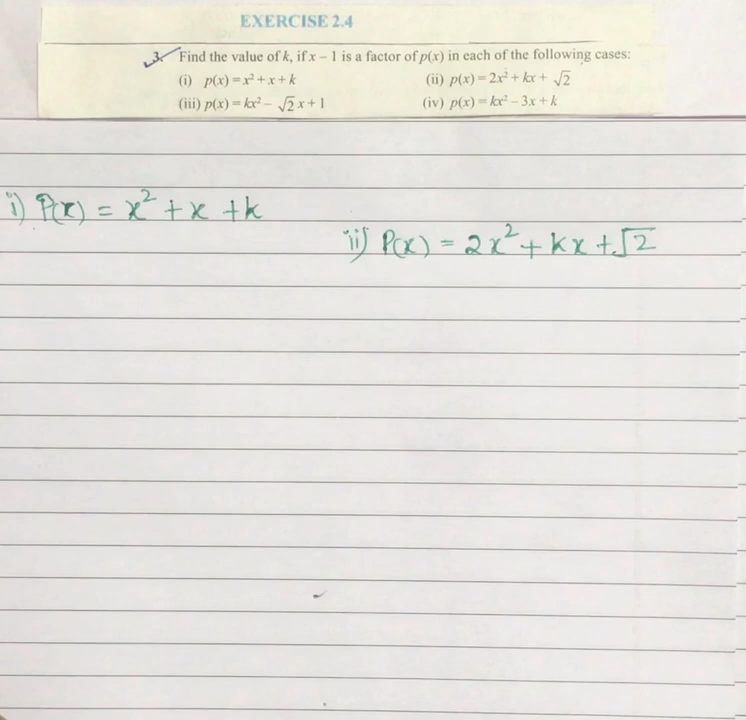 EXERCISE 2.4
3. Find the value of k, if x – 1 is a factor of p(x) in each of the following cases:
(i) p(x) = x² + x + k (ii) p(x) = 2x² + kx + √2
(iii) p(x) = kx² – √2 x + 1 (iv) p(x) = kx² – 3x + k
i) P(x) = x² + x + k
ii) P(x) = 2x² + kx + √2